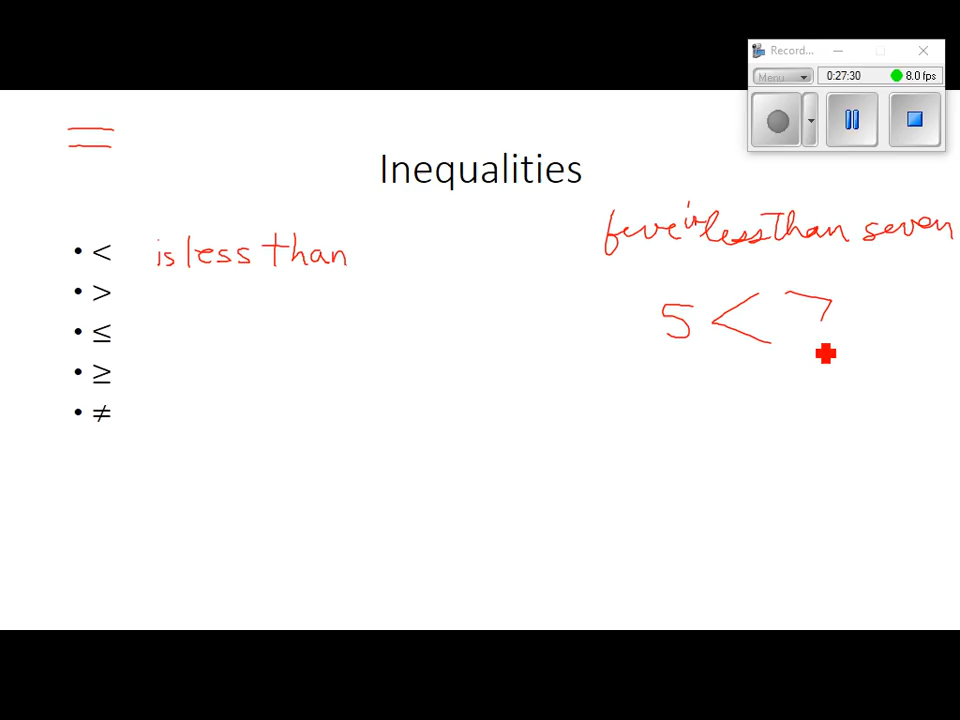 Record...
Menu
0:27:30
8.0 fps
=
Inequalities
five is less than seven
• < is less than
• >
5 < 7
• ≤
• ≥
• ≠